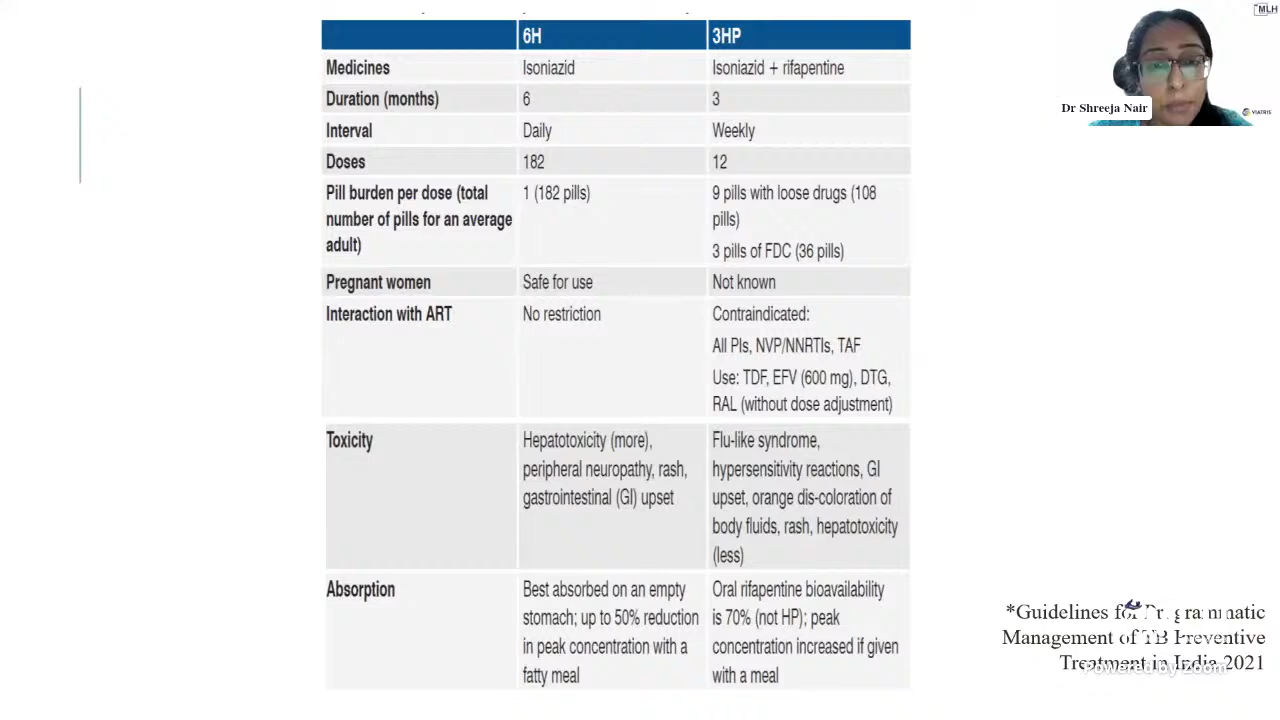 MLH
6H 3HP
Medicines Isoniazid Isoniazid + rifapentine
Duration (months) 6 3
Interval Daily Weekly
Doses 182 12
Pill burden per dose (total 1 (182 pills) 9 pills with loose drugs (108
number of pills for an average pills)
adult) 3 pills of FDC (36 pills)
Pregnant women Safe for use Not known
Interaction with ART No restriction Contraindicated:
All PIs, NVP/NNRTIs, TAF
Use: TDF, EFV (600 mg), DTG,
RAL (without dose adjustment)
Toxicity Hepatotoxicity (more), Flu-like syndrome,
peripheral neuropathy, rash, hypersensitivity reactions, GI
gastrointestinal (GI) upset upset, orange dis-coloration of
body fluids, rash, hepatotoxicity
(less)
Absorption Best absorbed on an empty Oral rifapentine bioavailability
stomach; up to 50% reduction is 70% (not HP); peak
in peak concentration with a concentration increased if given
fatty meal with a meal
Dr Shreeja Nair
VIATRIS
*Guidelines for Programmatic
Management of TB Preventive
Treatment in India 2021
Powered by zoom